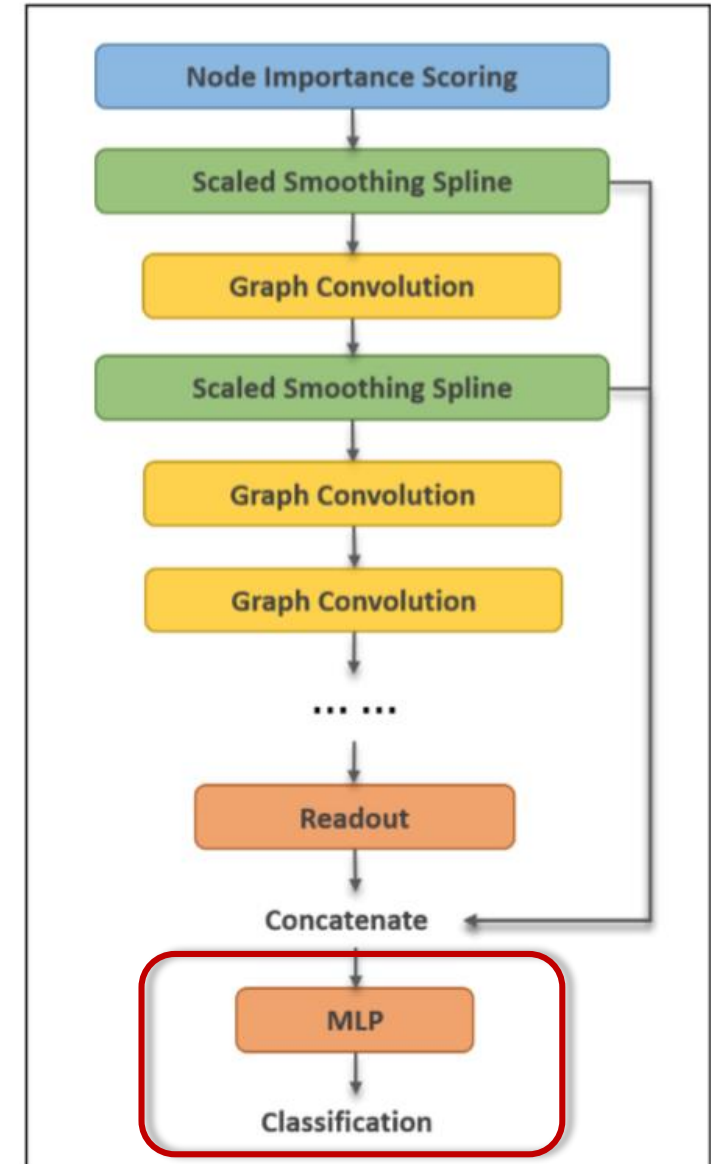 Node Importance Scoring
Scaled Smoothing Spline
Graph Convolution
Scaled Smoothing Spline
Graph Convolution
Graph Convolution
... ...
Readout
Concatenate
MLP
Classification